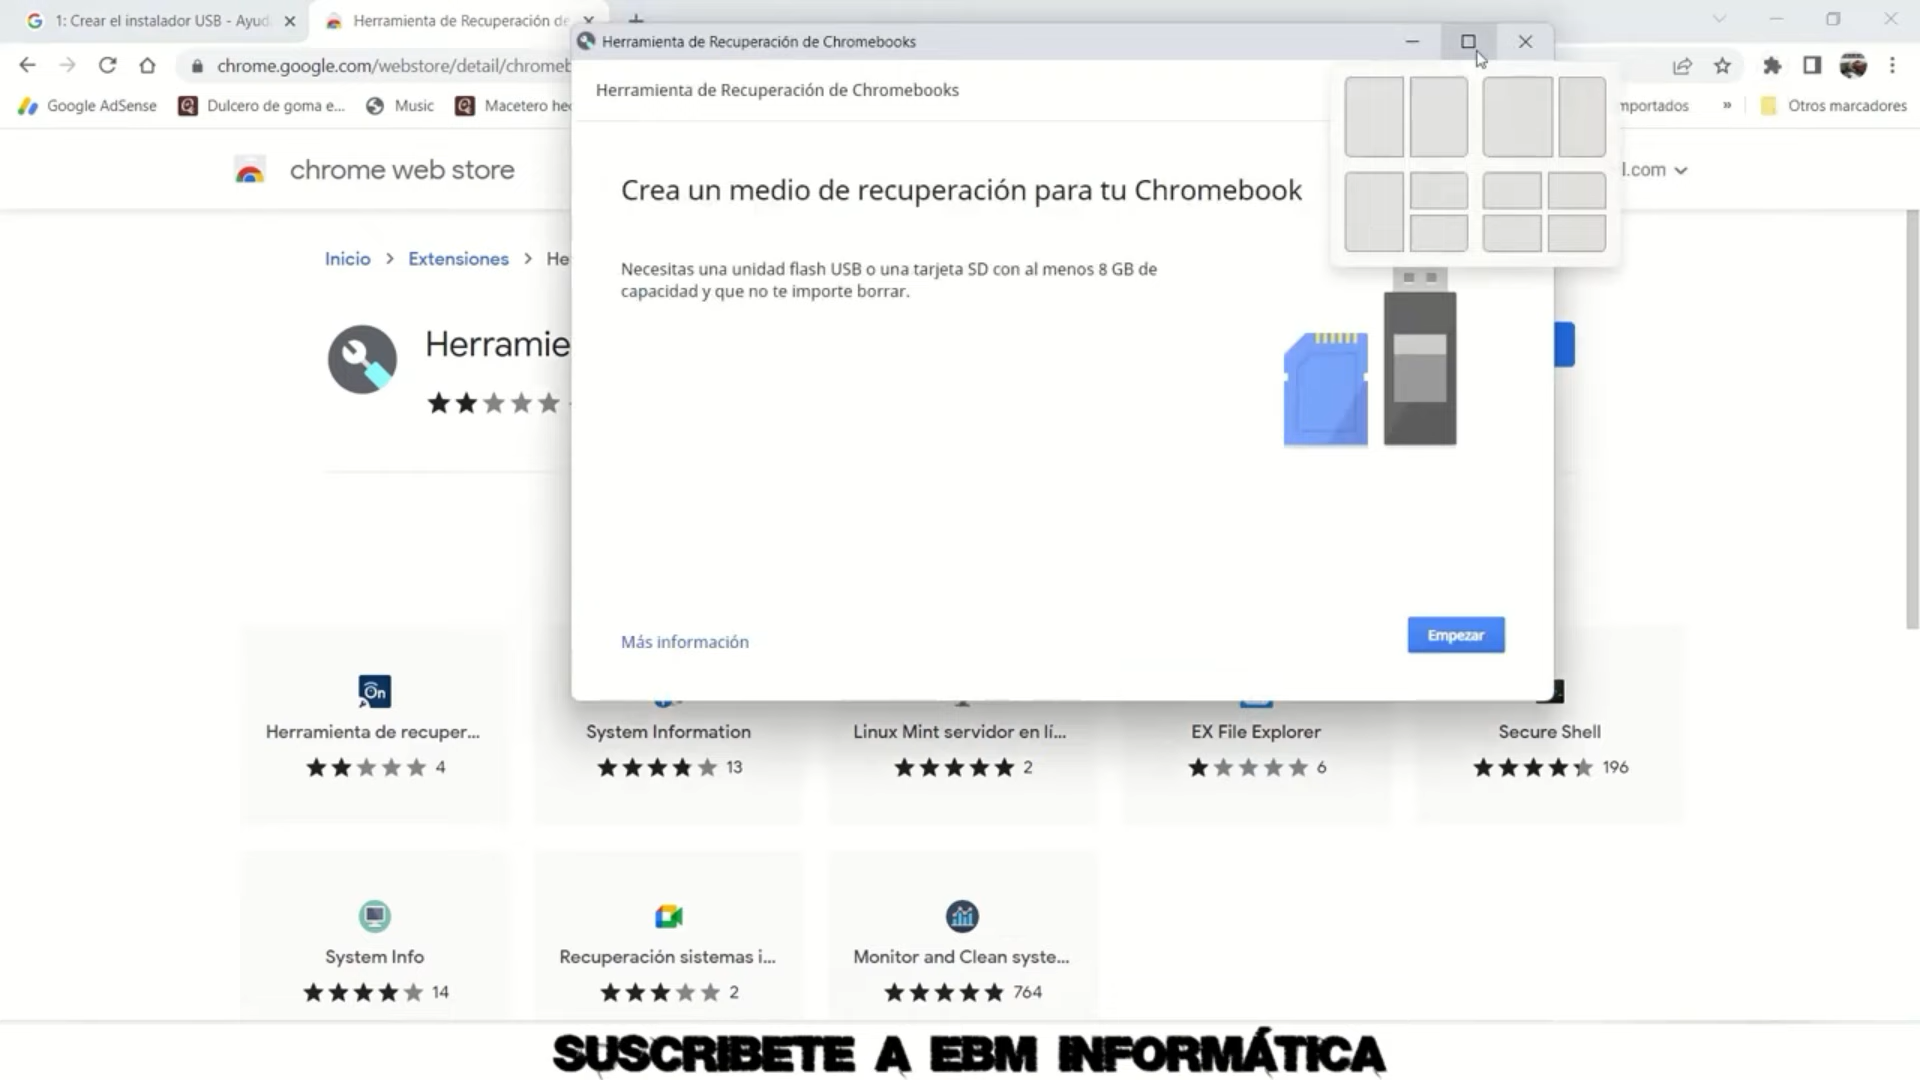 1: Crear el instalador USB - Ayud
Herramienta de Recuperación de
Herramienta de Recuperación de Chromebooks
chrome.google.com/webstore/detail/chromeb
Google AdSense
Dulcero de goma e...
Music
Macetero he
mportados
»
Otros marcadores
Herramienta de Recuperación de Chromebooks
chrome web store
l.com
Crea un medio de recuperación para tu Chromebook
Inicio > Extensiones > He
Necesitas una unidad flash USB o una tarjeta SD con al menos 8 GB de
capacidad y que no te importe borrar.
Herramie
Más información
Empezar
On
Herramienta de recuper...
4
System Information
13
Linux Mint servidor en lí...
2
EX File Explorer
6
Secure Shell
196
System Info
14
Recuperación sistemas i...
2
Monitor and Clean syste...
764
SUSCRIBETE A EBM INFORMÁTICA